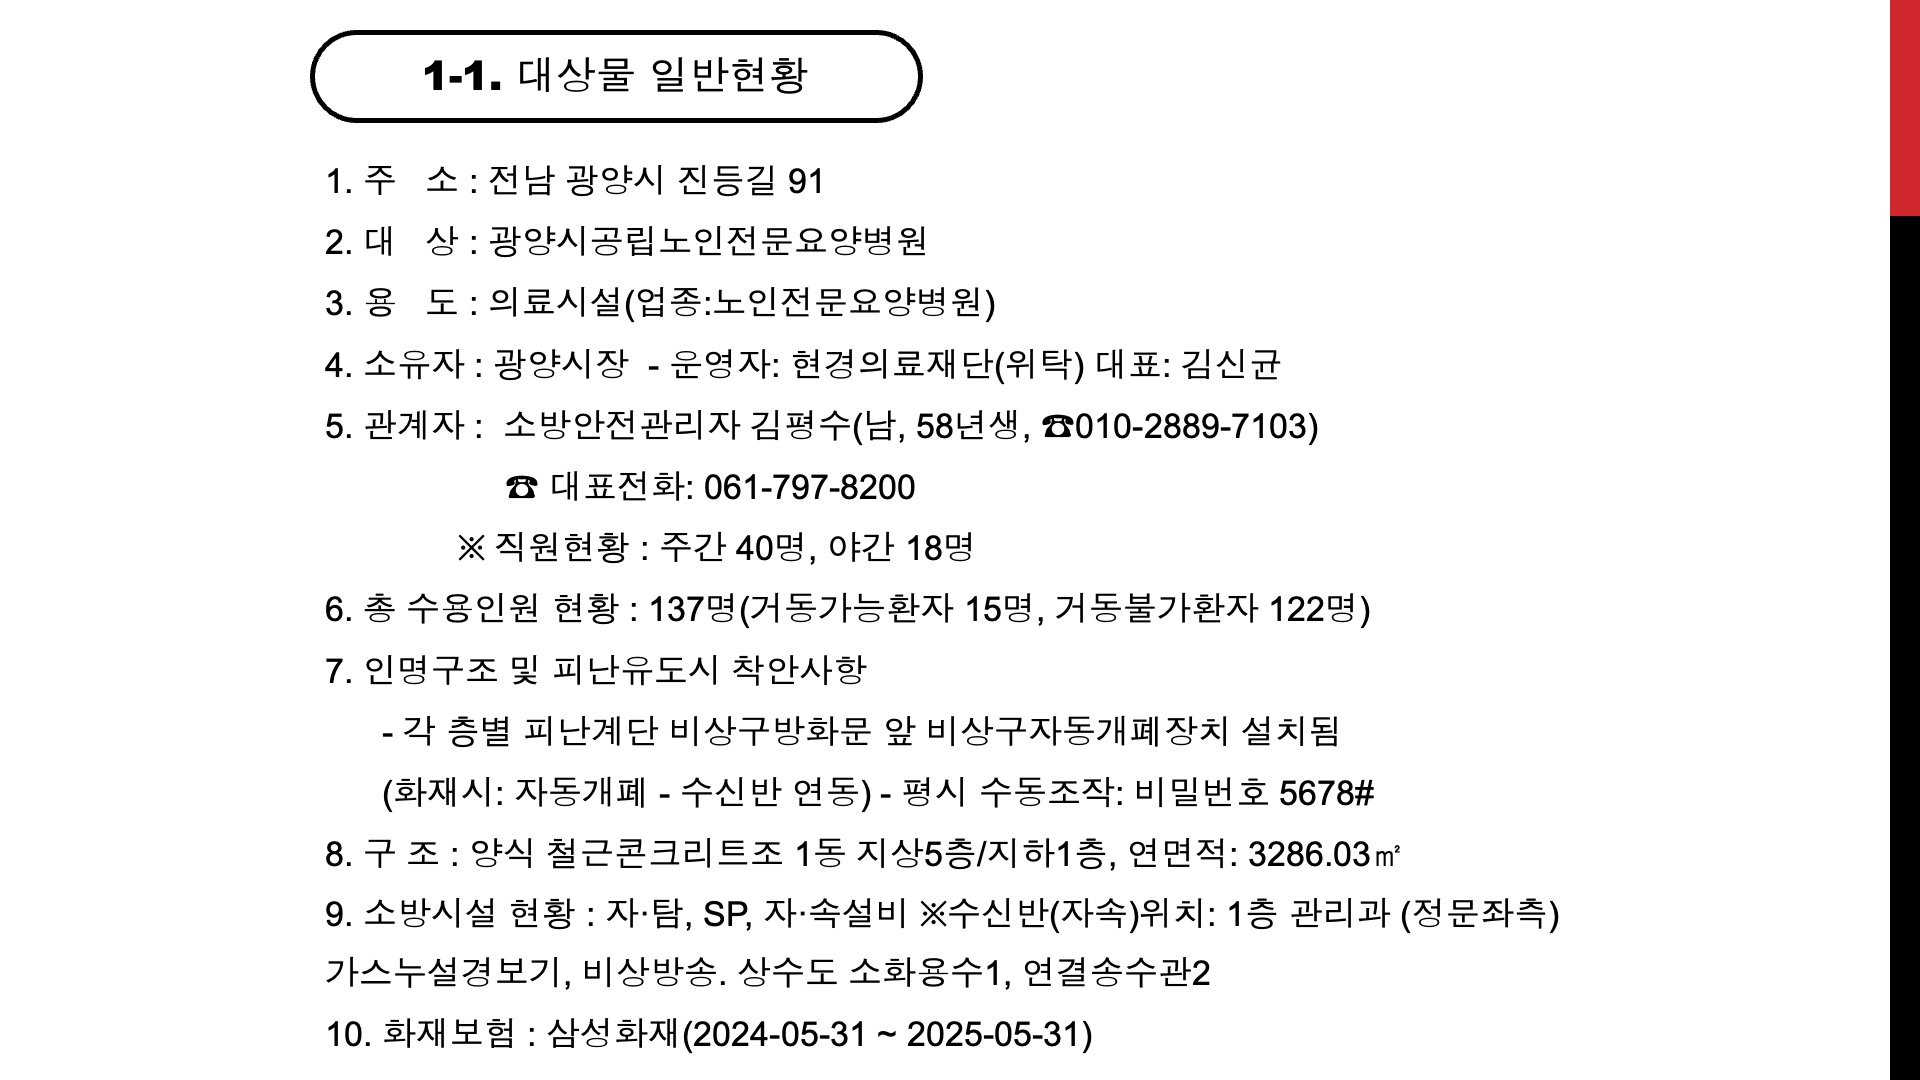 1-1. 대상물 일반현황
1. 주 소 : 전남 광양시 진등길 91
2. 대 상 : 광양시공립노인전문요양병원
3. 용 도 : 의료시설(업종:노인전문요양병원)
4. 소유자 : 광양시장 - 운영자: 현경의료재단(위탁) 대표: 김신균
5. 관계자 : 소방안전관리자 김평수(남, 58년생, ☎010-2889-7103)
☎ 대표전화: 061-797-8200
※ 직원현황 : 주간 40명, 야간 18명
6. 총 수용인원 현황 : 137명(거동가능환자 15명, 거동불가환자 122명)
7. 인명구조 및 피난유도시 착안사항
- 각 층별 피난계단 비상구방화문 앞 비상구자동개폐장치 설치됨
(화재시: 자동개폐 - 수신반 연동) - 평시 수동조작: 비밀번호 5678#
8. 구 조 : 양식 철근콘크리트조 1동 지상5층/지하1층, 연면적: 3286.03㎡
9. 소방시설 현황 : 자·탐, SP, 자·속설비 ※수신반(자속)위치: 1층 관리과 (정문좌측)
가스누설경보기, 비상방송. 상수도 소화용수1, 연결송수관2
10. 화재보험 : 삼성화재(2024-05-31 ~ 2025-05-31)